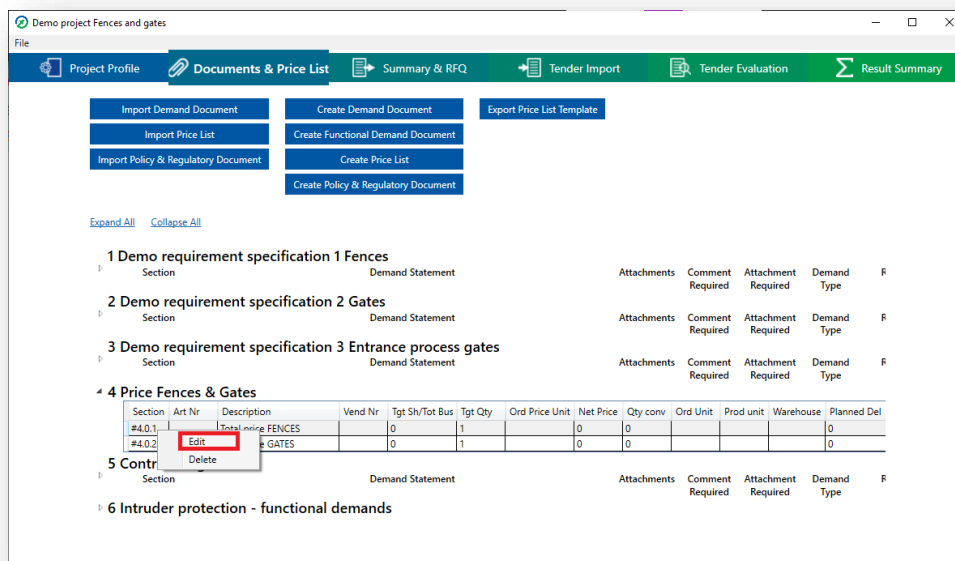 Demo project Fences and gates
File
Project Profile
Documents & Price List
Summary & RFQ
Tender Import
Tender Evaluation
Result Summary
Import Demand Document
Create Demand Document
Export Price List Template
Import Price List
Create Functional Demand Document
Import Policy & Regulatory Document
Create Price List
Create Policy & Regulatory Document
Expand All Collapse All
1 Demo requirement specification 1 Fences
Section Demand Statement Attachments Comment Required Attachment Required Demand Type
2 Demo requirement specification 2 Gates
Section Demand Statement Attachments Comment Required Attachment Required Demand Type
3 Demo requirement specification 3 Entrance process gates
Section Demand Statement Attachments Comment Required Attachment Required Demand Type
4 Price Fences & Gates
Section Art Nr Description Vend Nr Tgt Sh/Tot Bus Tgt Qty Ord Price Unit Net Price Qty conv Ord Unit Prod unit Warehouse Planned Del
#4.0.1 Total price FENCES 0 1 0 0 0
#4.0.2 GATES 0 1 0 0 0
Edit
Delete
5 Contr
Section Demand Statement Attachments Comment Required Attachment Required Demand Type
6 Intruder protection - functional demands